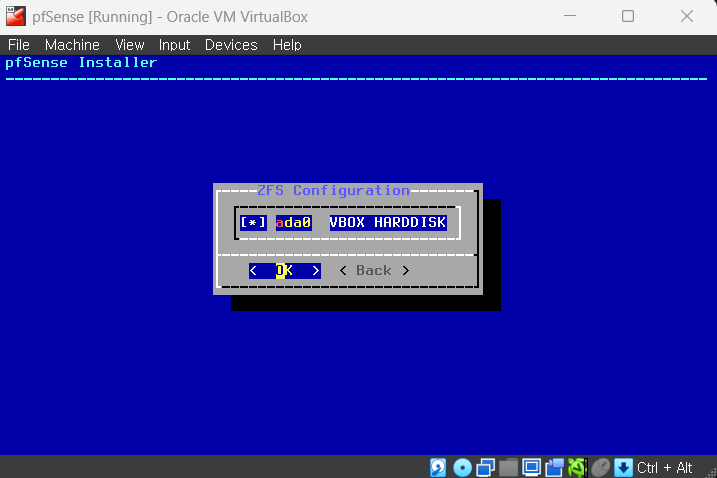 pfSense [Running] - Oracle VM VirtualBox
File Machine View Input Devices Help
pfSense Installer
ZFS Configuration
[*] ada0 VBOX HARDDISK
< OK > < Back >
Ctrl + Alt